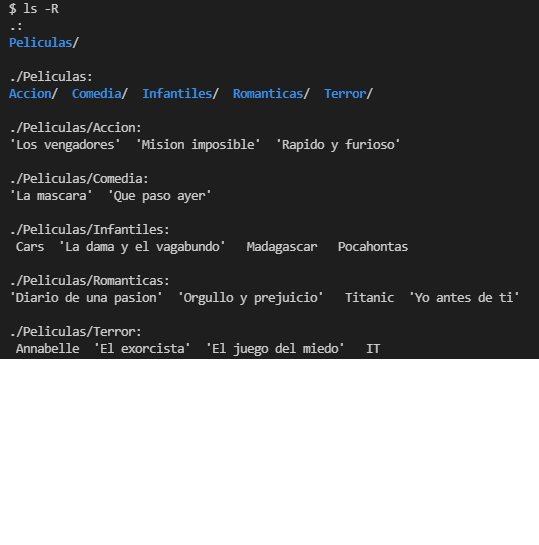 $ ls -R
.:
Peliculas/
./Peliculas:
Accion/  Comedia/  Infantiles/  Romanticas/  Terror/
./Peliculas/Accion:
'Los vengadores'  'Mision imposible'  'Rapido y furioso'
./Peliculas/Comedia:
'La mascara'  'Que paso ayer'
./Peliculas/Infantiles:
Cars  'La dama y el vagabundo'   Madagascar   Pocahontas
./Peliculas/Romanticas:
'Diario de una pasion'  'Orgullo y prejuicio'   Titanic  'Yo antes de ti'
./Peliculas/Terror:
Annabelle  'El exorcista'  'El juego del miedo'   IT